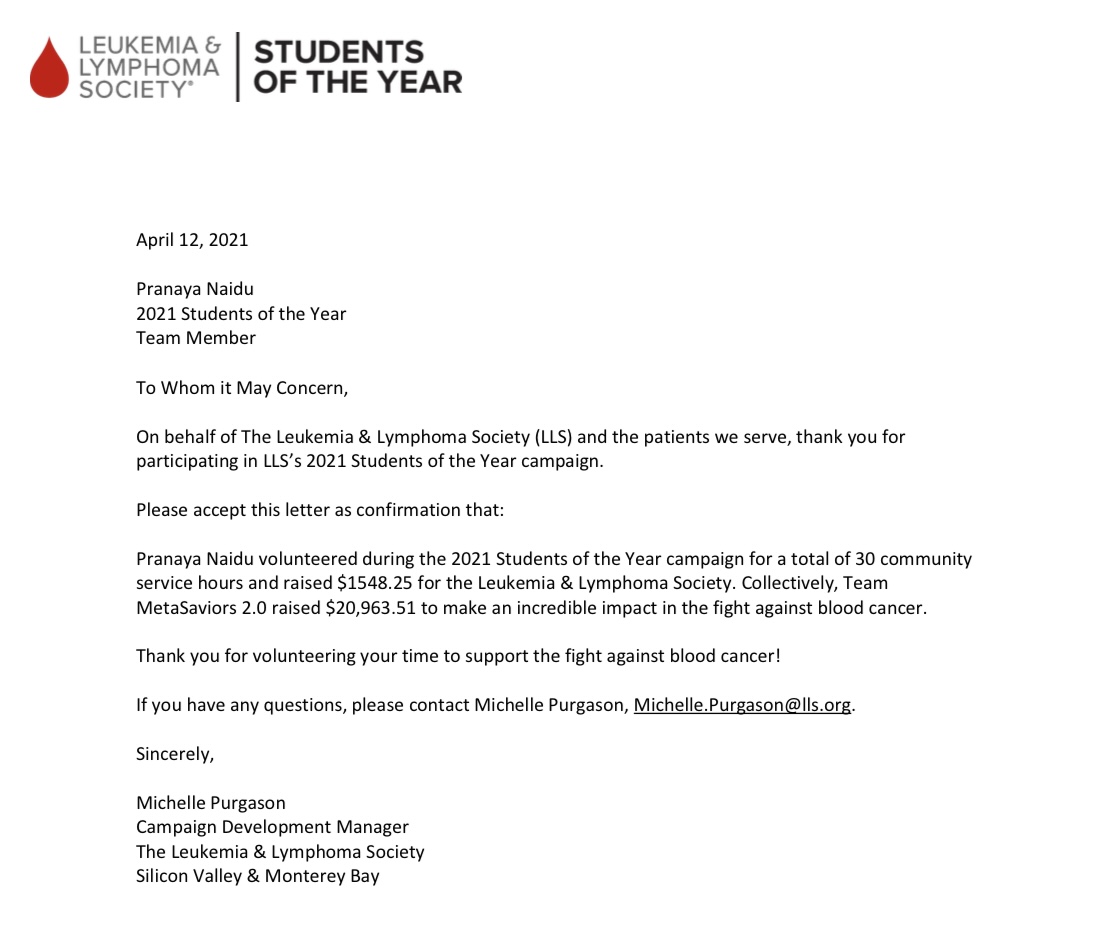 LEUKEMIA &
LYMPHOMA
SOCIETY®
STUDENTS
OF THE YEAR
April 12, 2021
Pranaya Naidu
2021 Students of the Year
Team Member
To Whom it May Concern,
On behalf of The Leukemia & Lymphoma Society (LLS) and the patients we serve, thank you for
participating in LLS’s 2021 Students of the Year campaign.
Please accept this letter as confirmation that:
Pranaya Naidu volunteered during the 2021 Students of the Year campaign for a total of 30 community
service hours and raised $1548.25 for the Leukemia & Lymphoma Society. Collectively, Team
MetaSaviors 2.0 raised $20,963.51 to make an incredible impact in the fight against blood cancer.
Thank you for volunteering your time to support the fight against blood cancer!
If you have any questions, please contact Michelle Purgason, Michelle.Purgason@lls.org.
Sincerely,
Michelle Purgason
Campaign Development Manager
The Leukemia & Lymphoma Society
Silicon Valley & Monterey Bay